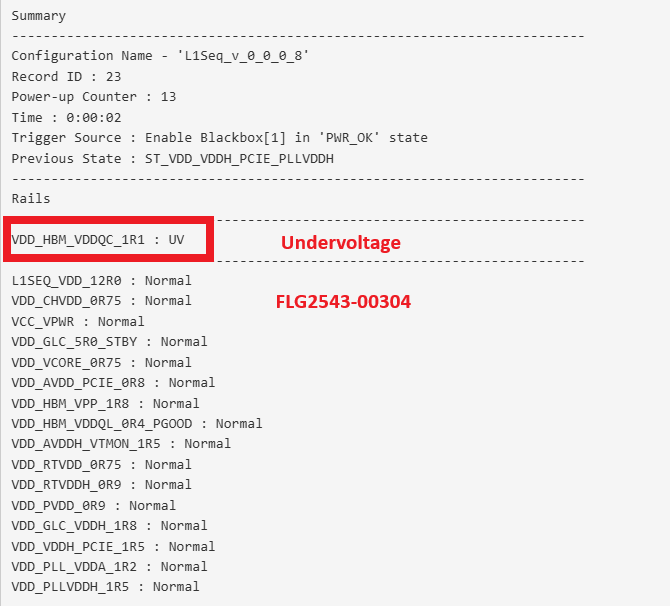 Summary
-----------------------------------------------------------------------
Configuration Name - 'L1Seq_v_0_0_0_8'
Record ID : 23
Power-up Counter : 13
Time : 0:00:02
Trigger Source : Enable Blackbox[1] in 'PWR_OK' state
Previous State : ST_VDD_VDDH_PCIE_PLLVDDH
-----------------------------------------------------------------------
Rails
-----------------------------------------------------------------------
VDD_HBM_VDDQC_1R1 : UV Undervoltage
-----------------------------------------------------------------------
L1SEQ_VDD_12R0 : Normal
VDD_CHVDD_0R75 : Normal FLG2543-00304
VCC_VPWR : Normal
VDD_GLC_5R0_STBY : Normal
VDD_VCORE_0R75 : Normal
VDD_AVDD_PCIE_0R8 : Normal
VDD_HBM_VPP_1R8 : Normal
VDD_HBM_VDDQL_0R4_PGOOD : Normal
VDD_AVDDH_VTMON_1R5 : Normal
VDD_RTVDD_0R75 : Normal
VDD_RTVDDH_0R9 : Normal
VDD_PVDD_0R9 : Normal
VDD_GLC_VDDH_1R8 : Normal
VDD_VDDH_PCIE_1R5 : Normal
VDD_PLL_VDDA_1R2 : Normal
VDD_PLLVDDH_1R5 : Normal